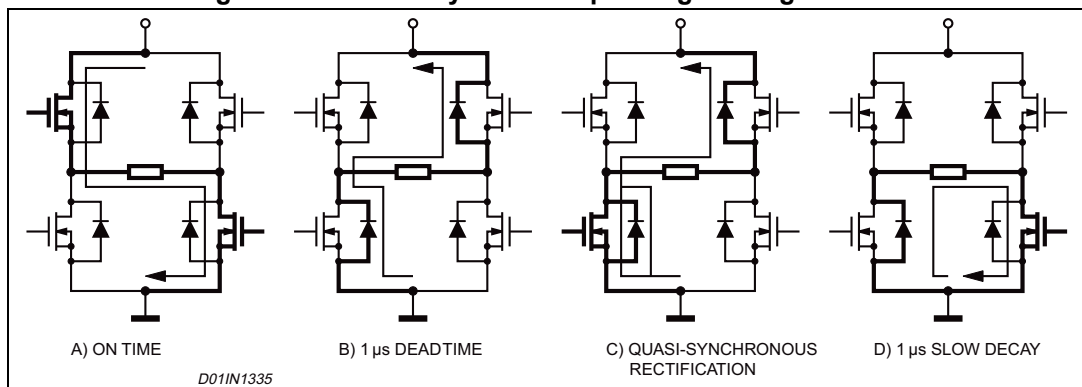 A) ON TIME
B) 1 µs DEADTIME
C) QUASI-SYNCHRONOUS
RECTIFICATION
D) 1 µs SLOW DECAY
D01IN1335